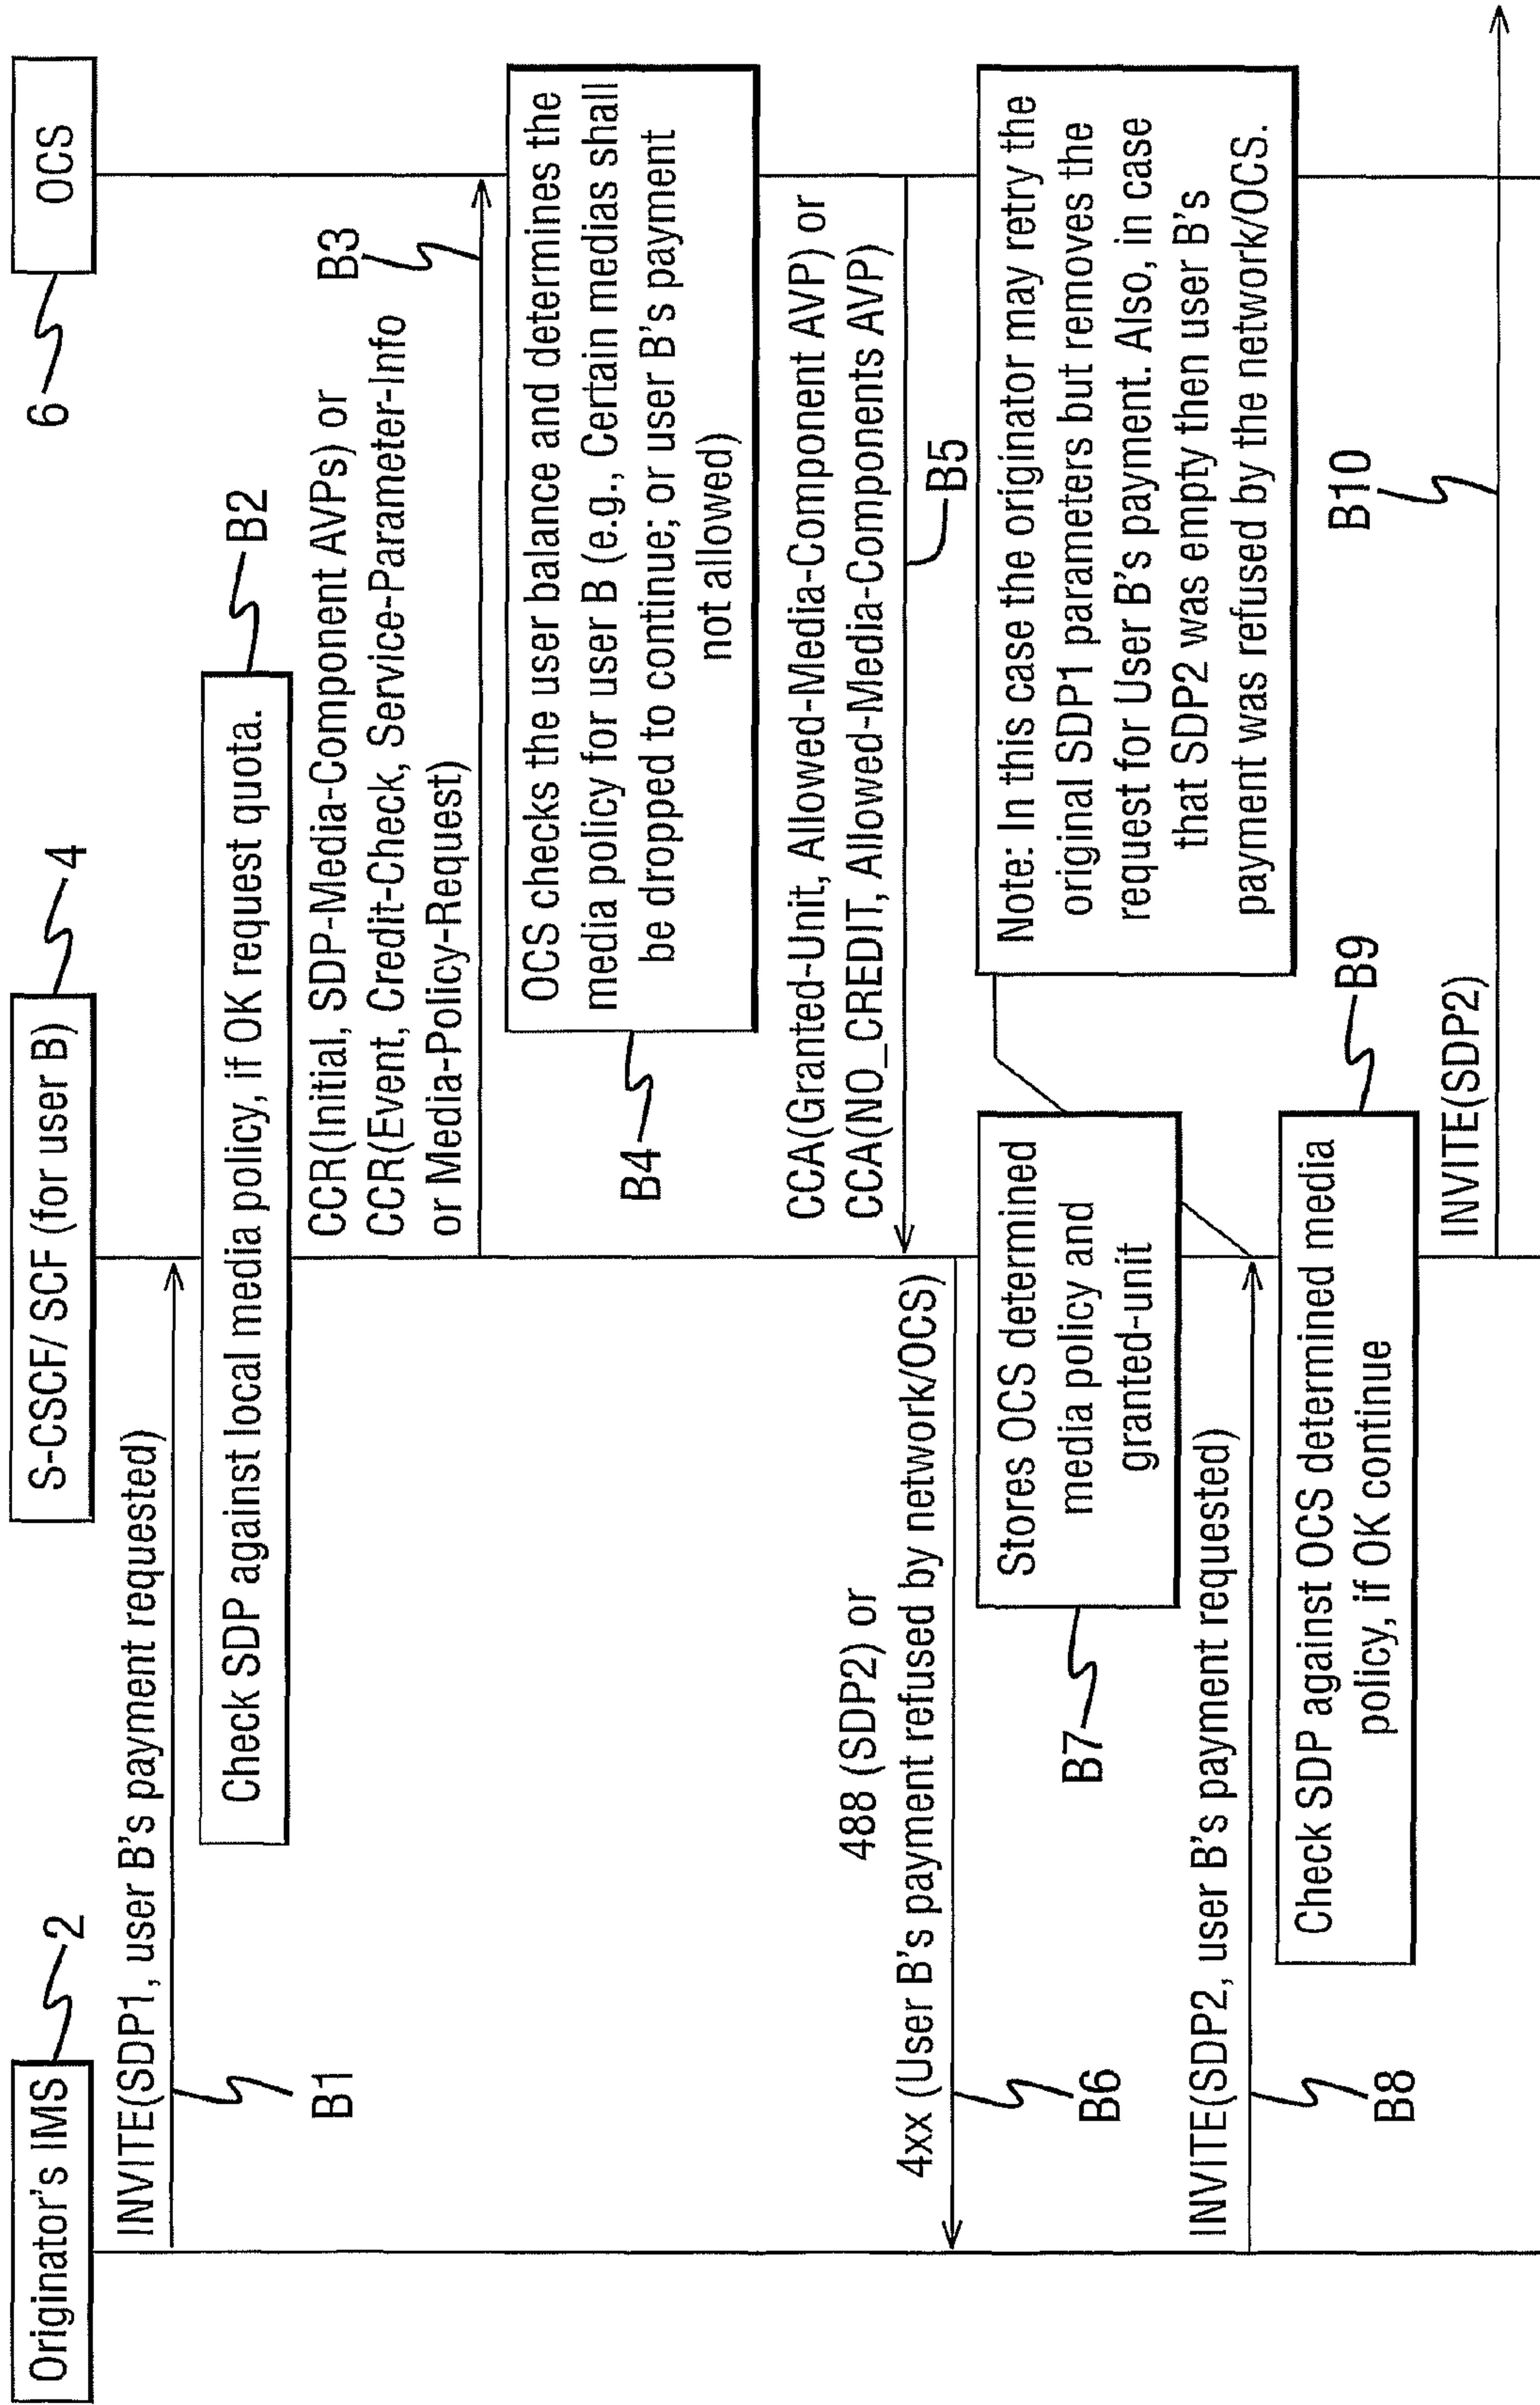 Originator's IMS
2
S-CSCF/ SCF (for user B)
4
OCS
6
INVITE(SDP1, user B's payment requested)
B1
Check SDP against local media policy, if OK request quota.
B2
CCR(Initial, SDP-Media-Component AVPs) or
CCR(Event, Credit-Check, Service-Parameter-Info
or Media-Policy-Request)
B3
OCS checks the user balance and determines the
media policy for user B (e.g., Certain medias shall
be dropped to continue; or user B's payment
not allowed)
B4
CCA(Granted-Unit, Allowed-Media-Component AVP) or
CCA(NO_CREDIT, Allowed-Media-Components AVP)
B5
488 (SDP2) or
4xx (User B's payment refused by network/OCS)
B6
Stores OCS determined
media policy and
granted-unit
B7
Note: In this case the originator may retry the
original SDP1 parameters but removes the
request for User B's payment. Also, in case
that SDP2 was empty then user B's
payment was refused by the network/OCS.
INVITE(SDP2, user B's payment requested)
B8
Check SDP against OCS determined media
policy, if OK continue
B9
INVITE(SDP2)
B10